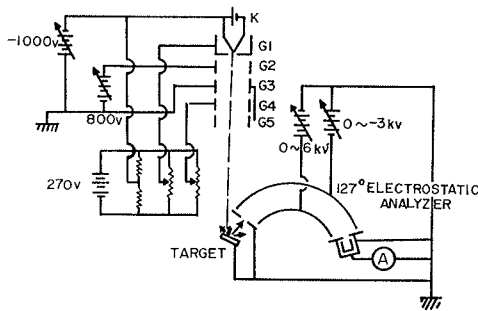 K
-1000v
G1
G2
G3
G4
G5
800v
0~6kv
0~-3kv
270v
127° ELECTROSTATIC
ANALYZER
TARGET
A